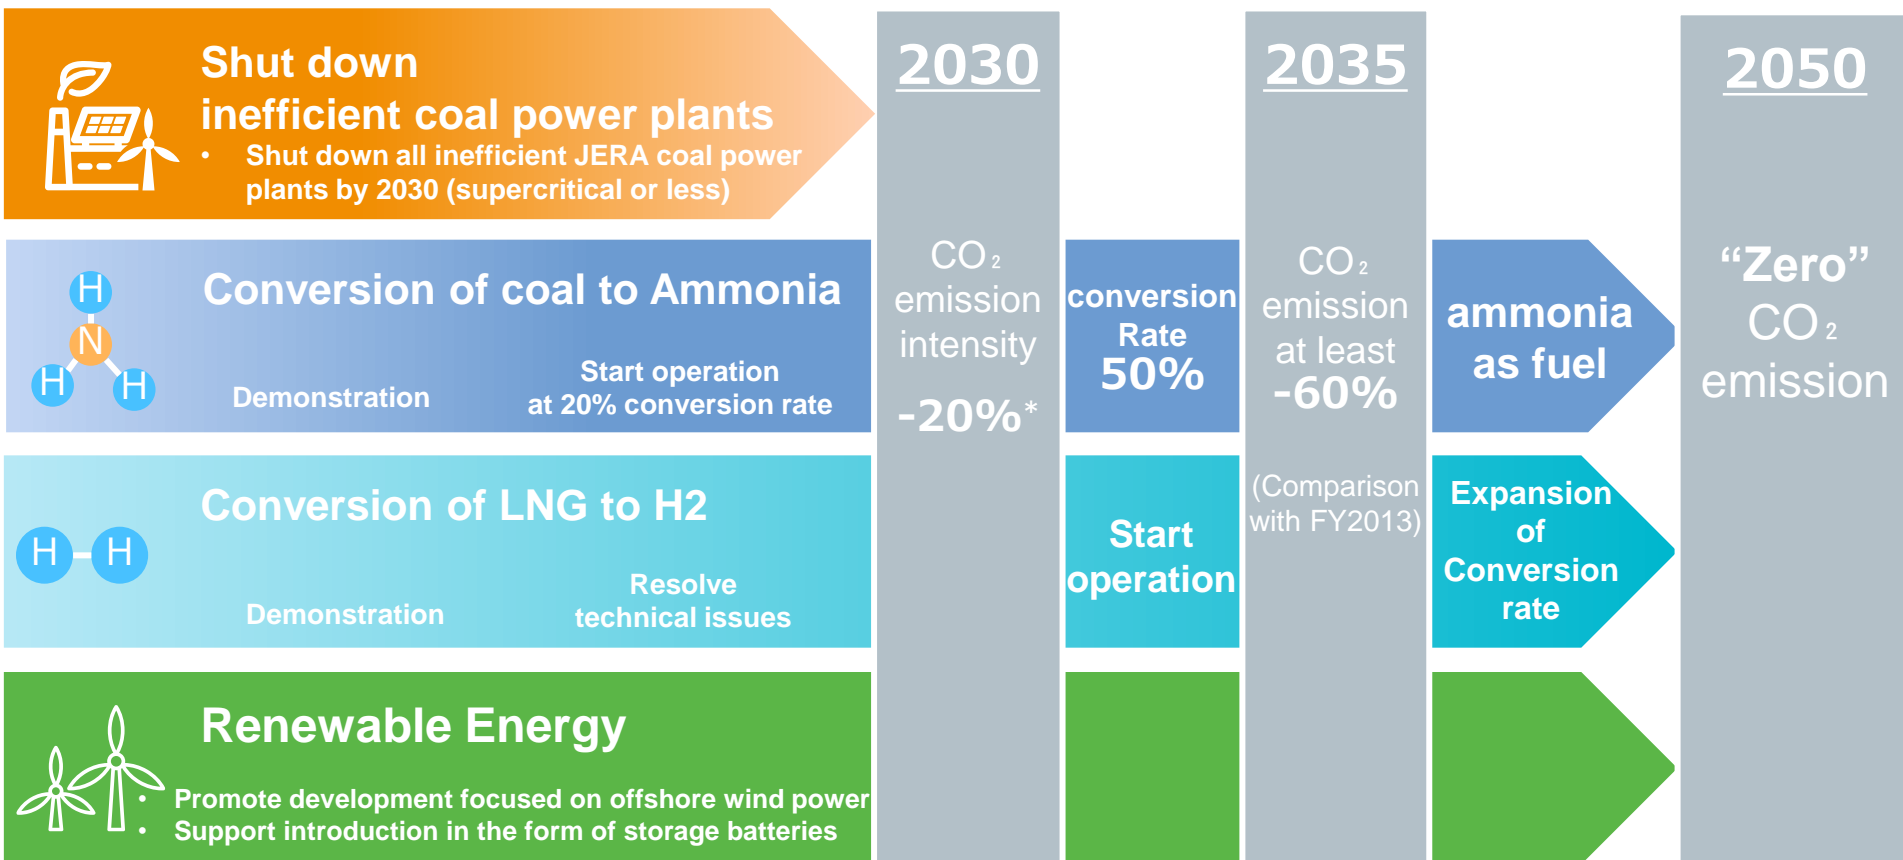 Shut down
inefficient coal power plants
• Shut down all inefficient JERA coal power
plants by 2030 (supercritical or less)
H
N
H
H
Conversion of coal to Ammonia
Demonstration
Start operation
at 20% conversion rate
H H
Conversion of LNG to H2
Demonstration
Resolve
technical issues
Renewable Energy
• Promote development focused on offshore wind power
• Support introduction in the form of storage batteries
2030
CO₂
emission
intensity
-20%*
conversion
Rate
50%
Start
operation
2035
CO₂
emission
at least
-60%
(Comparison
with FY2013)
ammonia
as fuel
Expansion
of
Conversion
rate
2050
“Zero”
CO₂
emission